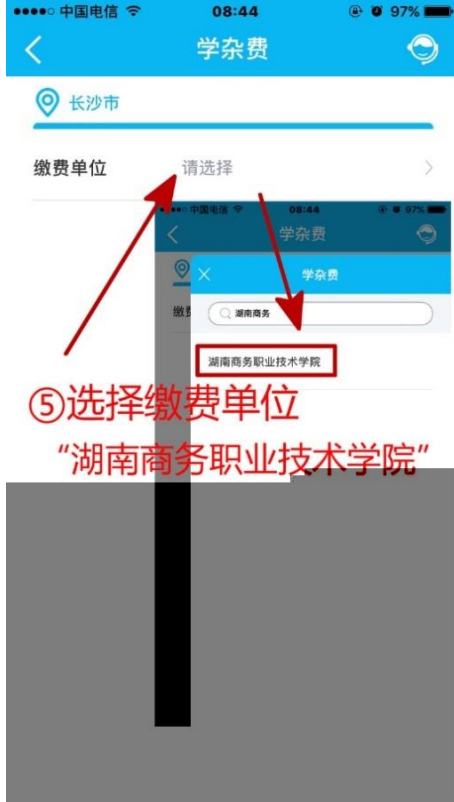 中国电信 08:44 97%
学杂费
长沙市
缴费单位 请选择
中国电信 08:44 97%
学杂费
学杂费
缴费
湖南商务
湖南商务职业技术学院
⑤选择缴费单位
“湖南商务职业技术学院”